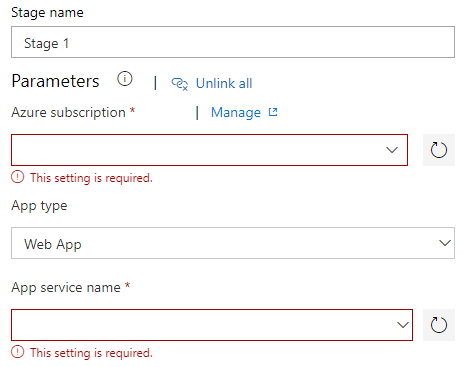 Stage name
Stage 1
Parameters | Unlink all
Azure subscription * | Manage
This setting is required.
App type
Web App
App service name *
This setting is required.